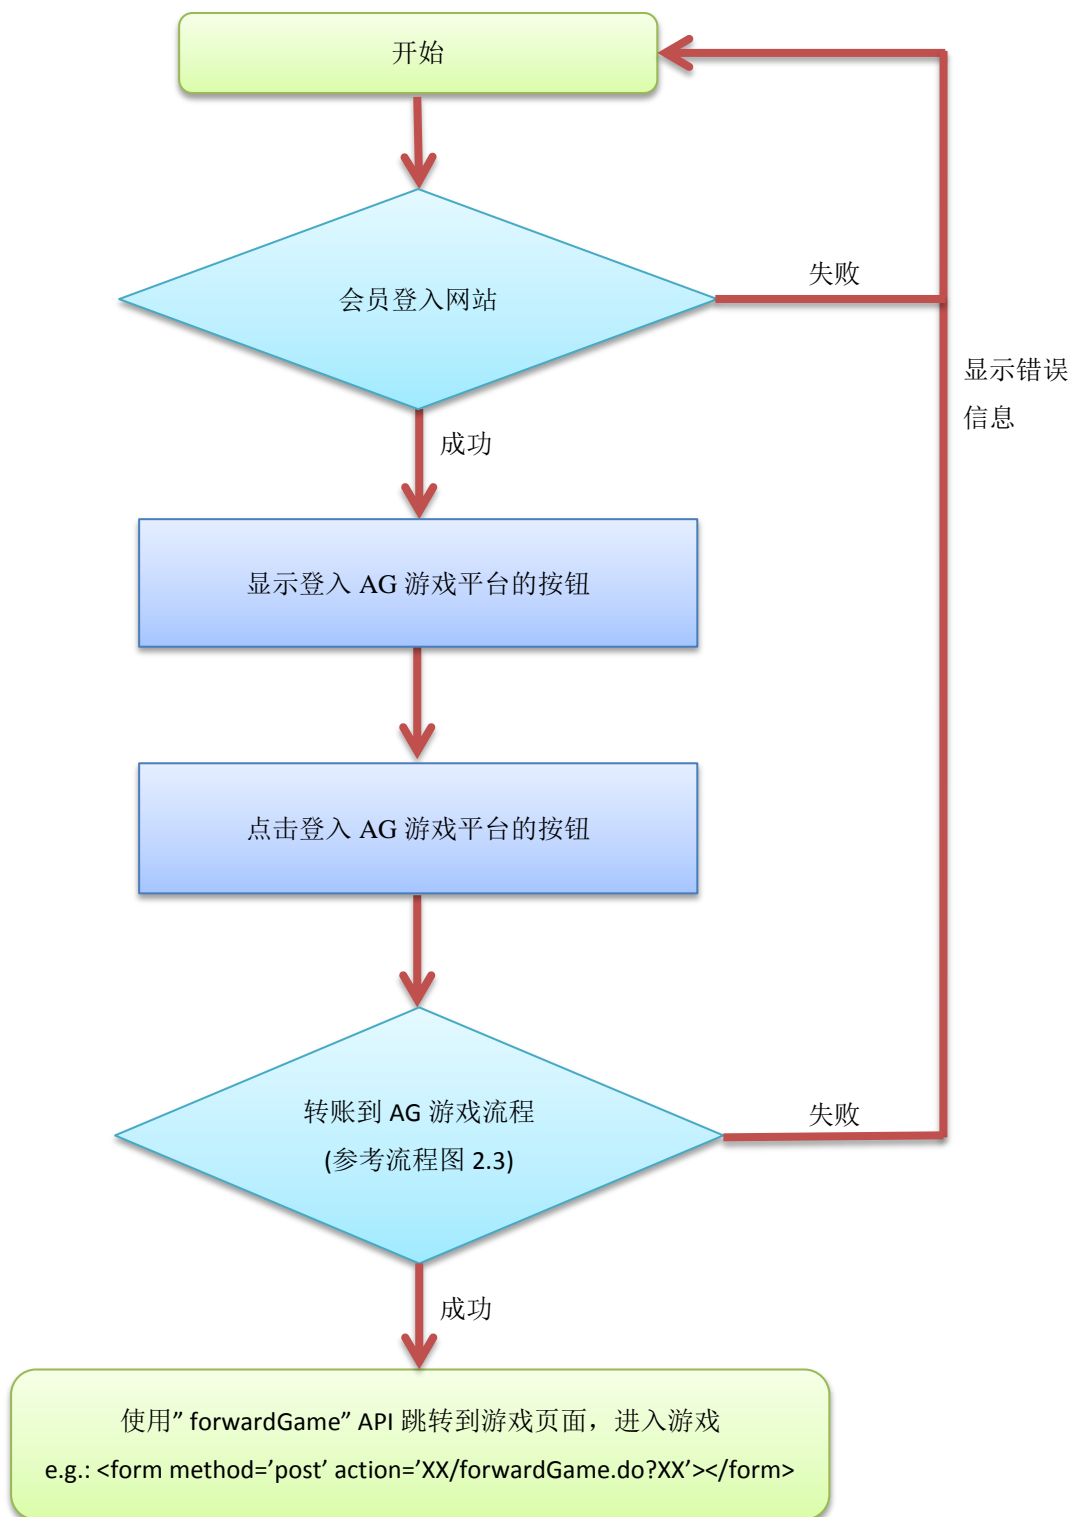 开始
会员登入网站
失败
显示错误
信息
成功
显示登入 AG 游戏平台的按钮
点击登入 AG 游戏平台的按钮
转账到 AG 游戏流程
(参考流程图 2.3)
失败
成功
使用” forwardGame” API 跳转到游戏页面，进入游戏
e.g.: <form method=’post’ action=’XX/forwardGame.do?XX’></form>